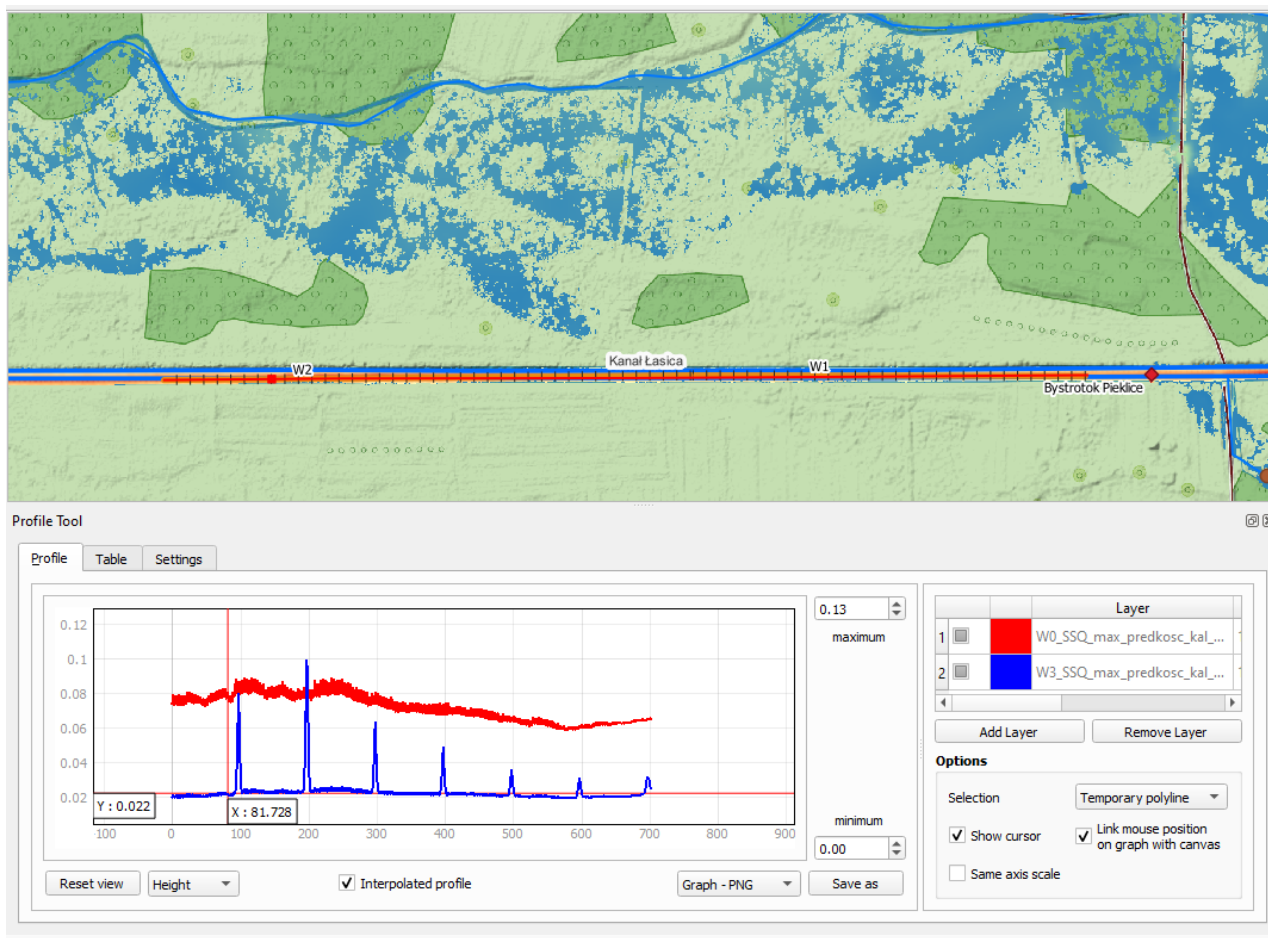 W2
Kanał Łasica
W1
Bystrotok Pieklice
Profile Tool
Profile
Table
Settings
0.12
0.1
0.08
0.06
0.04
0.02
Y : 0.022
X : 81.728
100
0
100
200
300
400
500
600
700
800
900
0.13
maximum
minimum
0.00
Reset view
Height
Interpolated profile
Graph - PNG
Save as
Layer
1
W0_SSQ_max_predkosc_kal_...
2
W3_SSQ_max_predkosc_kal_...
Add Layer
Remove Layer
Options
Selection
Temporary polyline
Show cursor
Link mouse position
on graph with canvas
Same axis scale